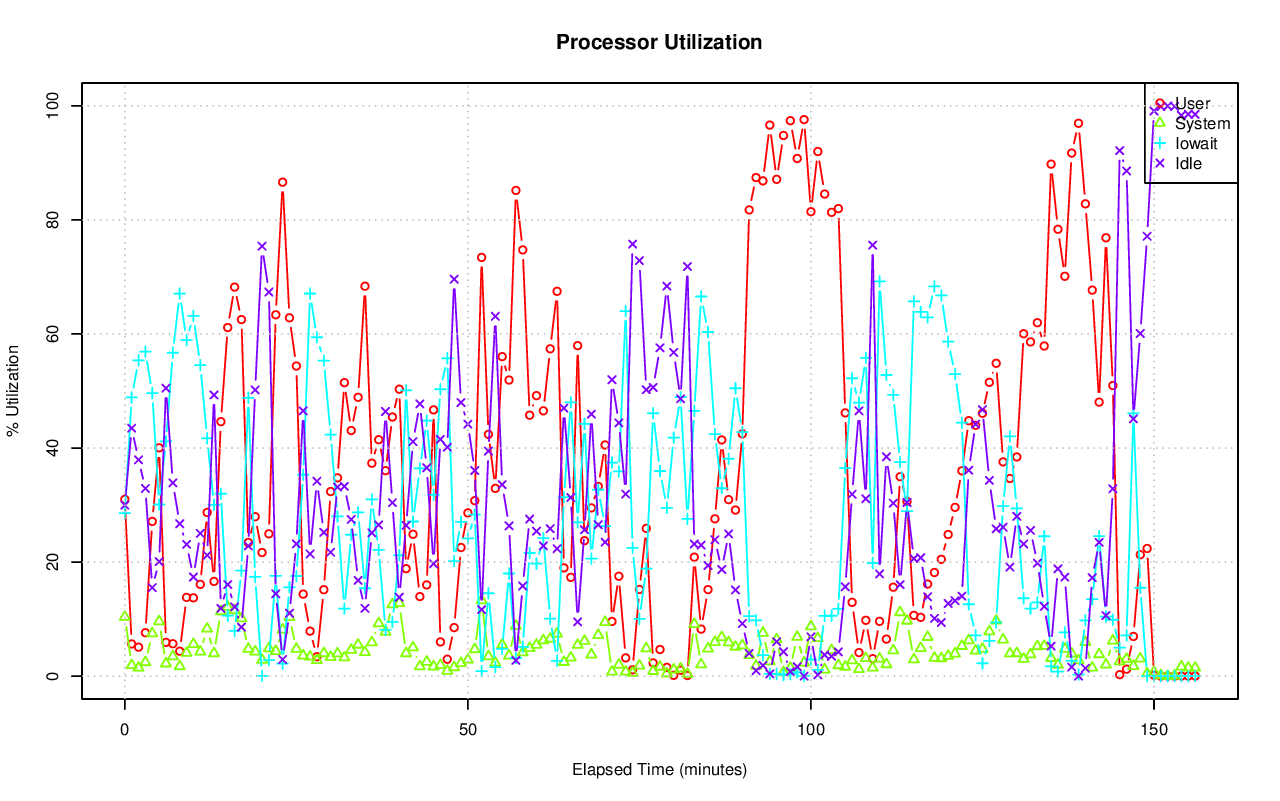 Processor Utilization
% Utilization
100
80
60
40
20
0
User
System
Iowait
Idle
0 50 100 150
Elapsed Time (minutes)